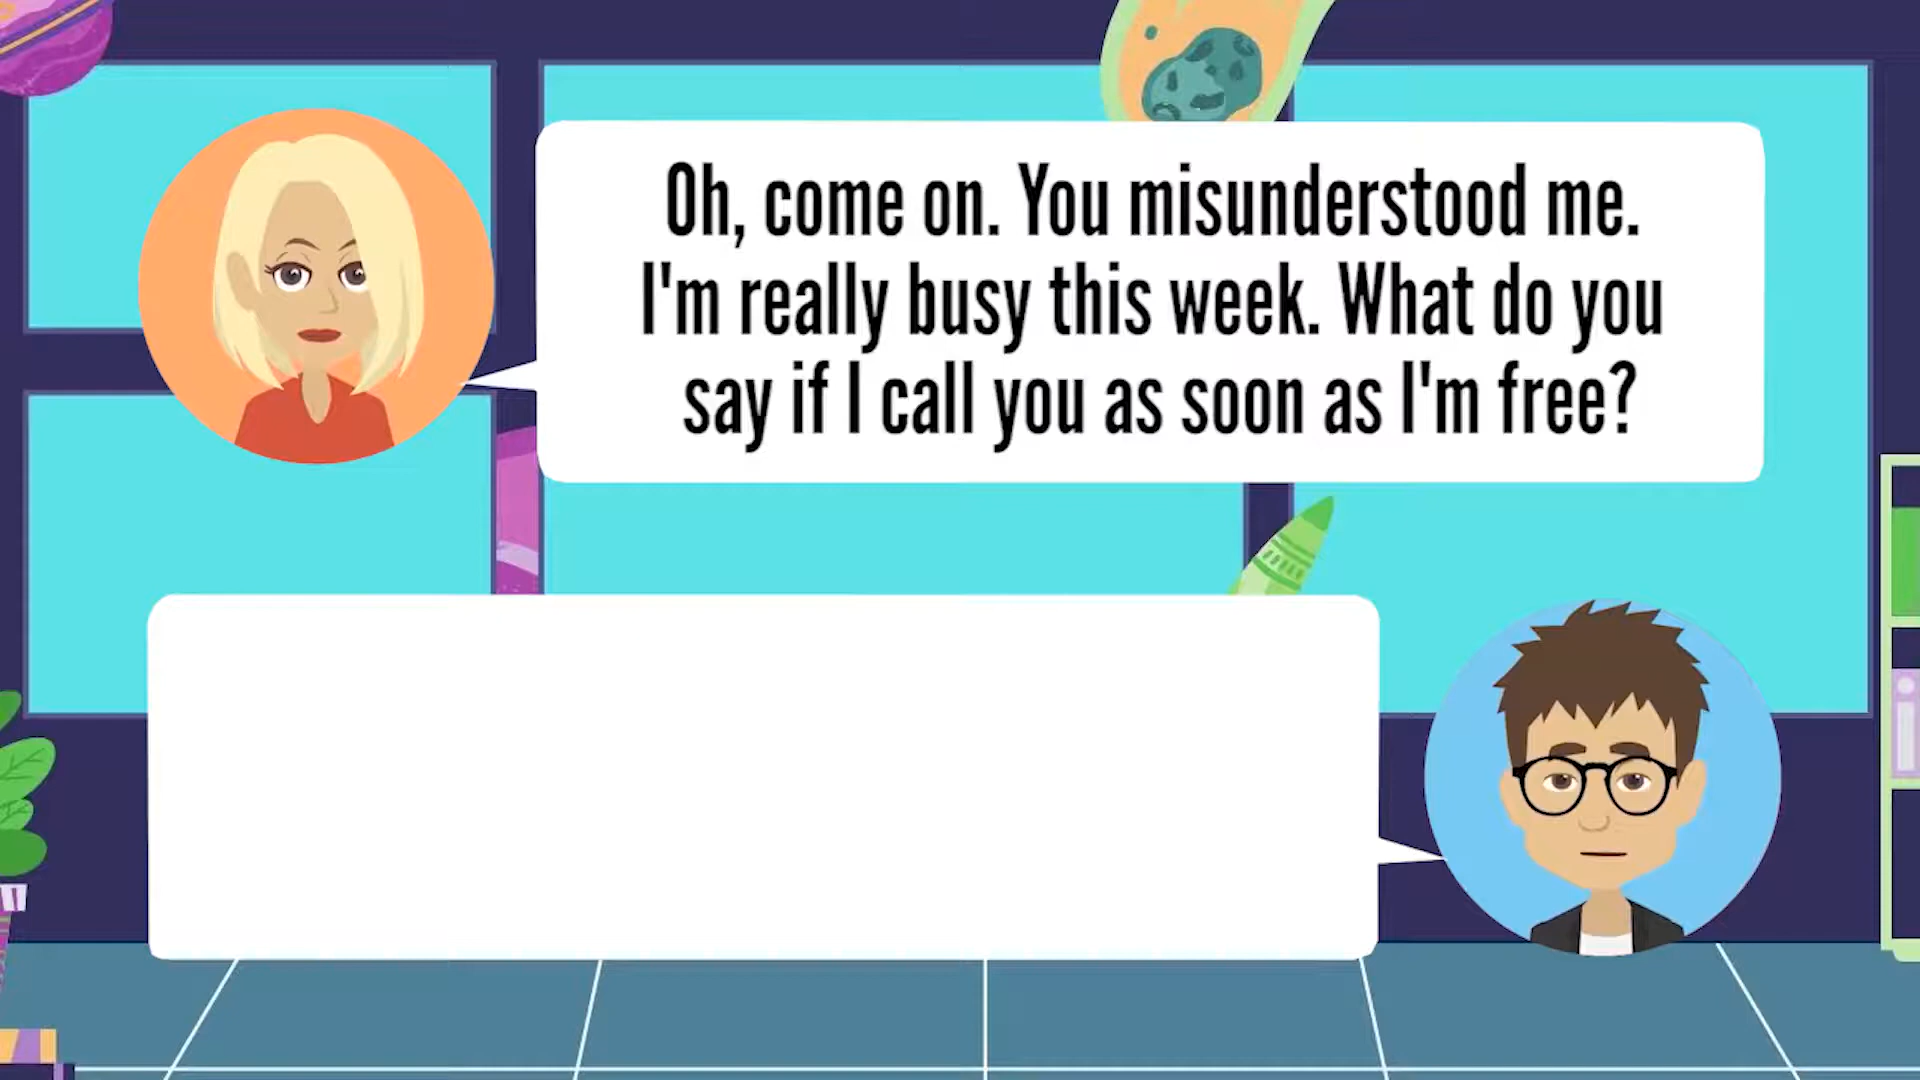 Oh, come on. You misunderstood me.
I'm really busy this week. What do you
say if I call you as soon as I'm free?